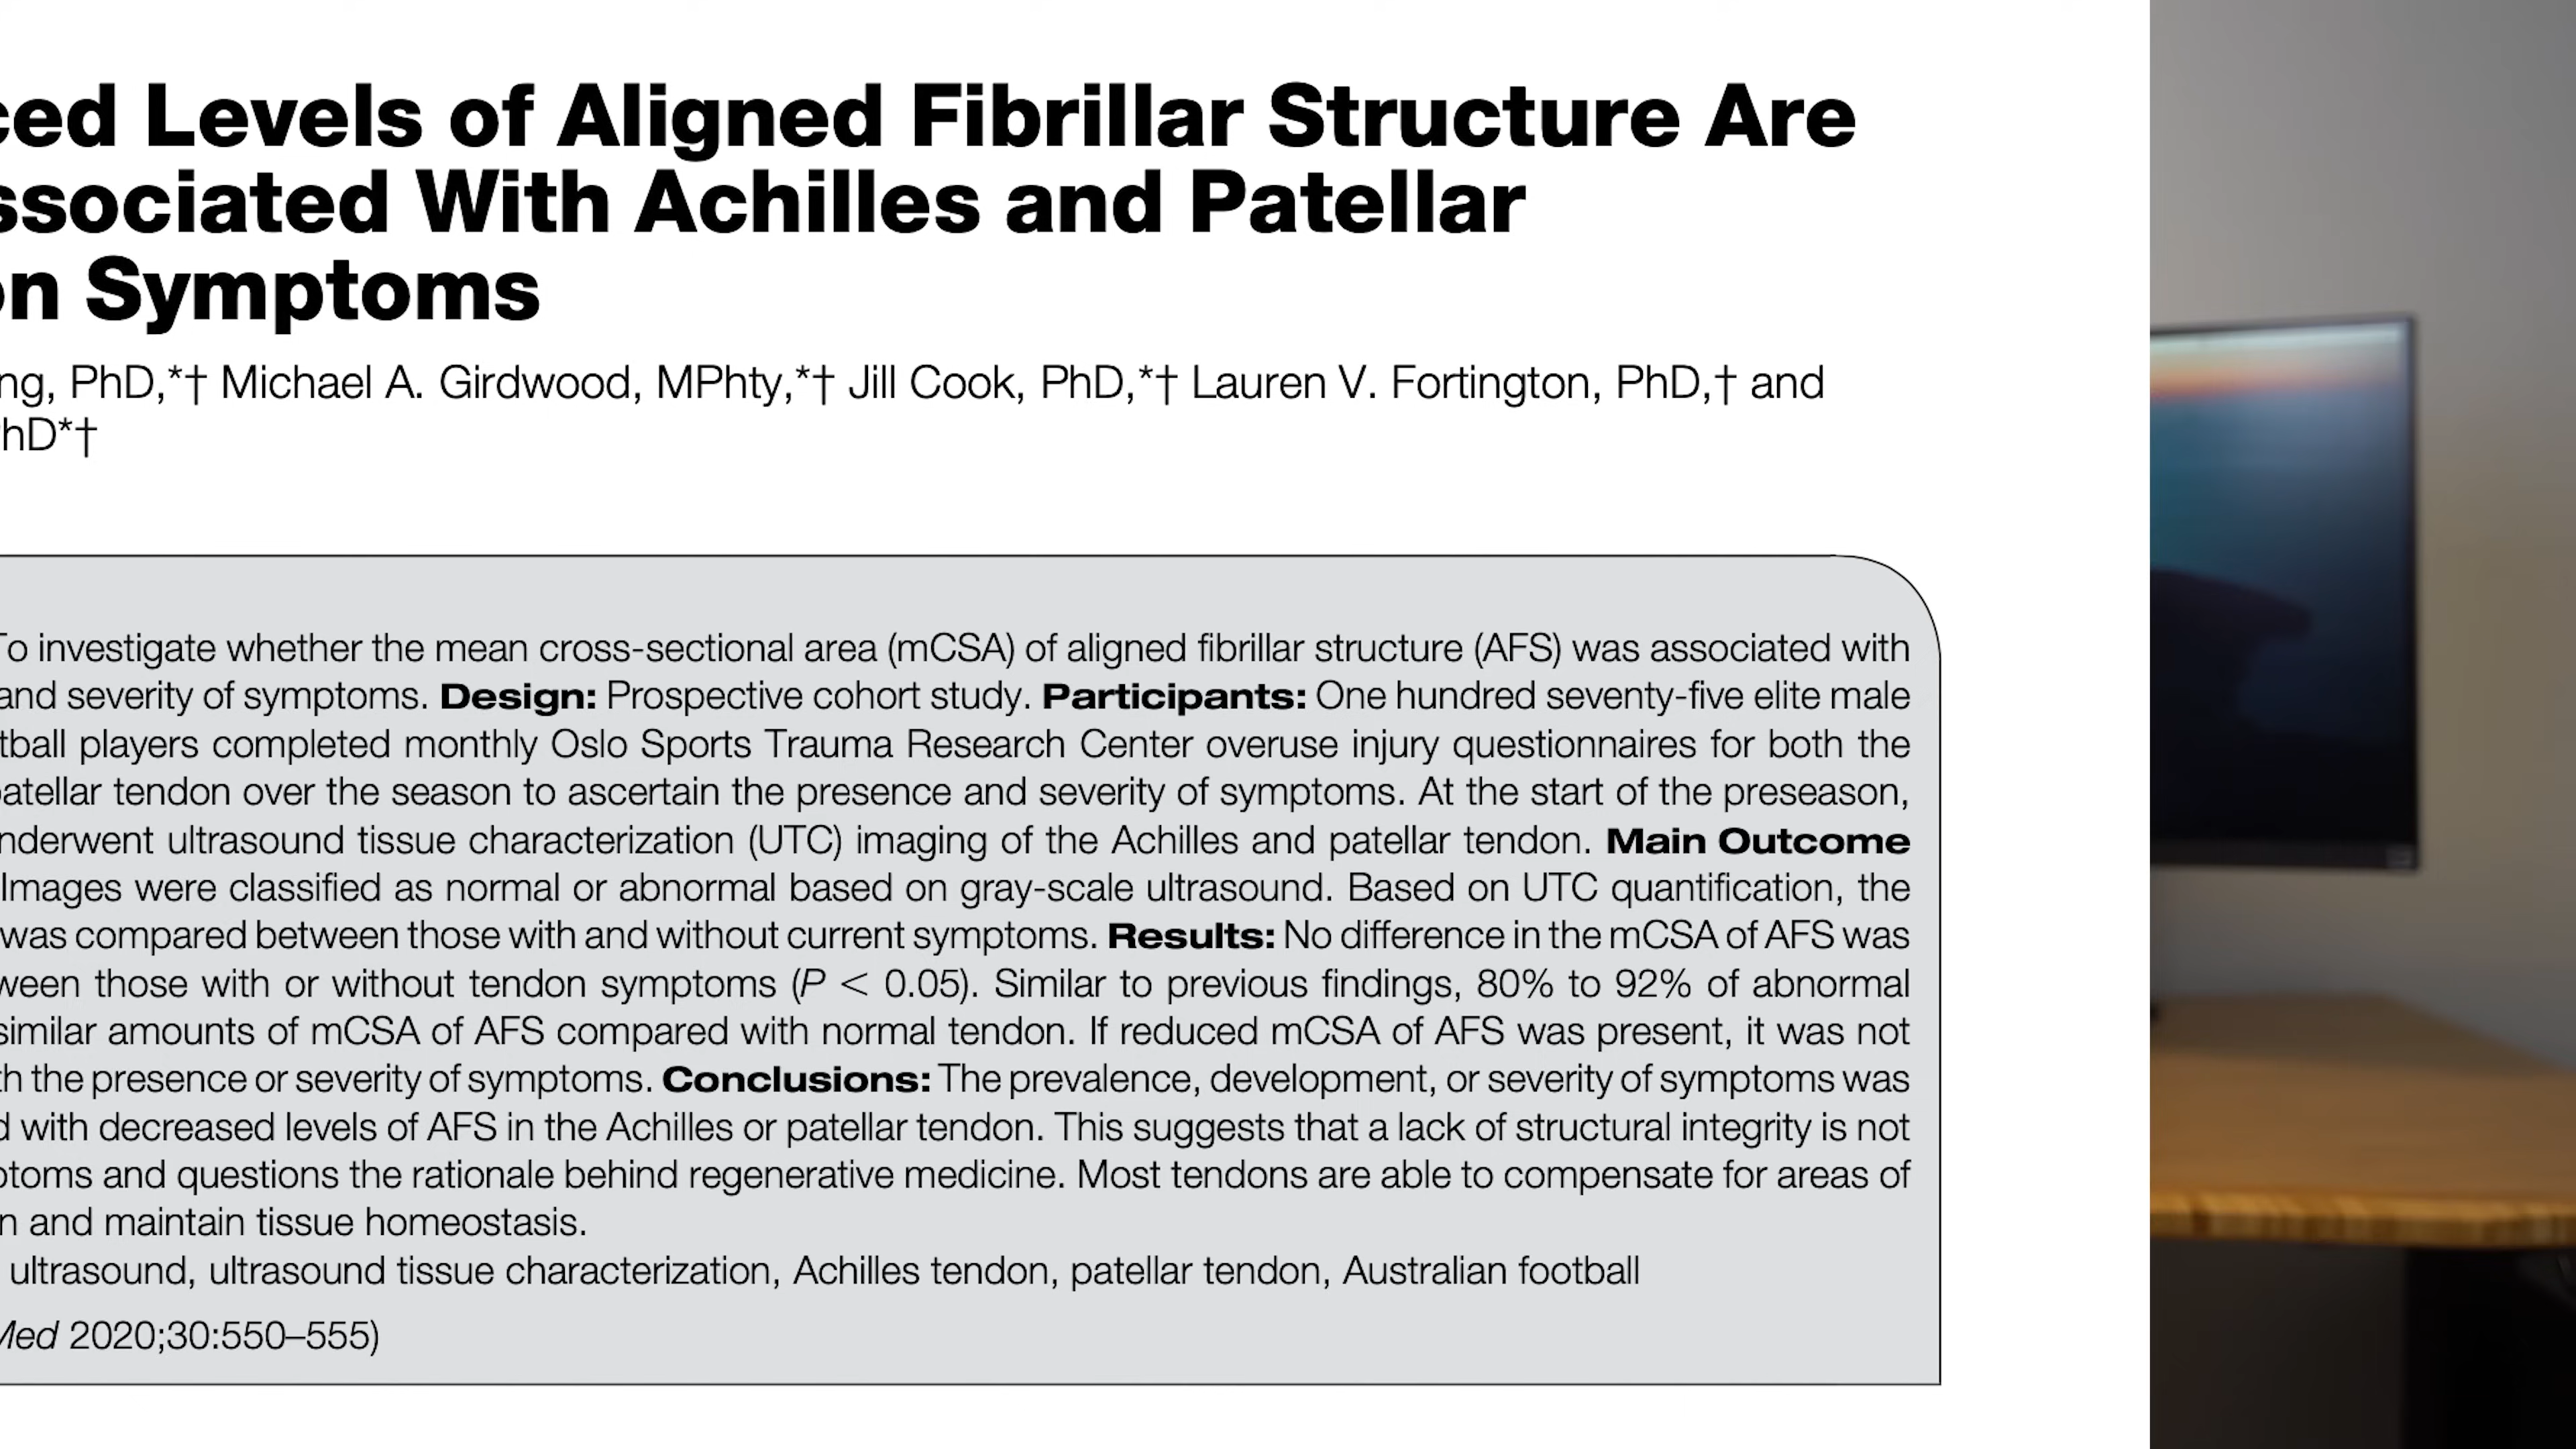 ced Levels of Aligned Fibrillar Structure Are
ssociated With Achilles and Patellar
on Symptoms
ng, PhD,*† Michael A. Girdwood, MPhty,*† Jill Cook, PhD,*† Lauren V. Fortington, PhD,† and
hD*†
To investigate whether the mean cross-sectional area (mCSA) of aligned fibrillar structure (AFS) was associated with
and severity of symptoms. Design: Prospective cohort study. Participants: One hundred seventy-five elite male
tball players completed monthly Oslo Sports Trauma Research Center overuse injury questionnaires for both the
patellar tendon over the season to ascertain the presence and severity of symptoms. At the start of the preseason,
nderwent ultrasound tissue characterization (UTC) imaging of the Achilles and patellar tendon. Main Outcome
Images were classified as normal or abnormal based on gray-scale ultrasound. Based on UTC quantification, the
was compared between those with and without current symptoms. Results: No difference in the mCSA of AFS was
ween those with or without tendon symptoms (P < 0.05). Similar to previous findings, 80% to 92% of abnormal
similar amounts of mCSA of AFS compared with normal tendon. If reduced mCSA of AFS was present, it was not
th the presence or severity of symptoms. Conclusions: The prevalence, development, or severity of symptoms was
d with decreased levels of AFS in the Achilles or patellar tendon. This suggests that a lack of structural integrity is not
ptoms and questions the rationale behind regenerative medicine. Most tendons are able to compensate for areas of
n and maintain tissue homeostasis.
ultrasound, ultrasound tissue characterization, Achilles tendon, patellar tendon, Australian football
Med 2020;30:550–555)